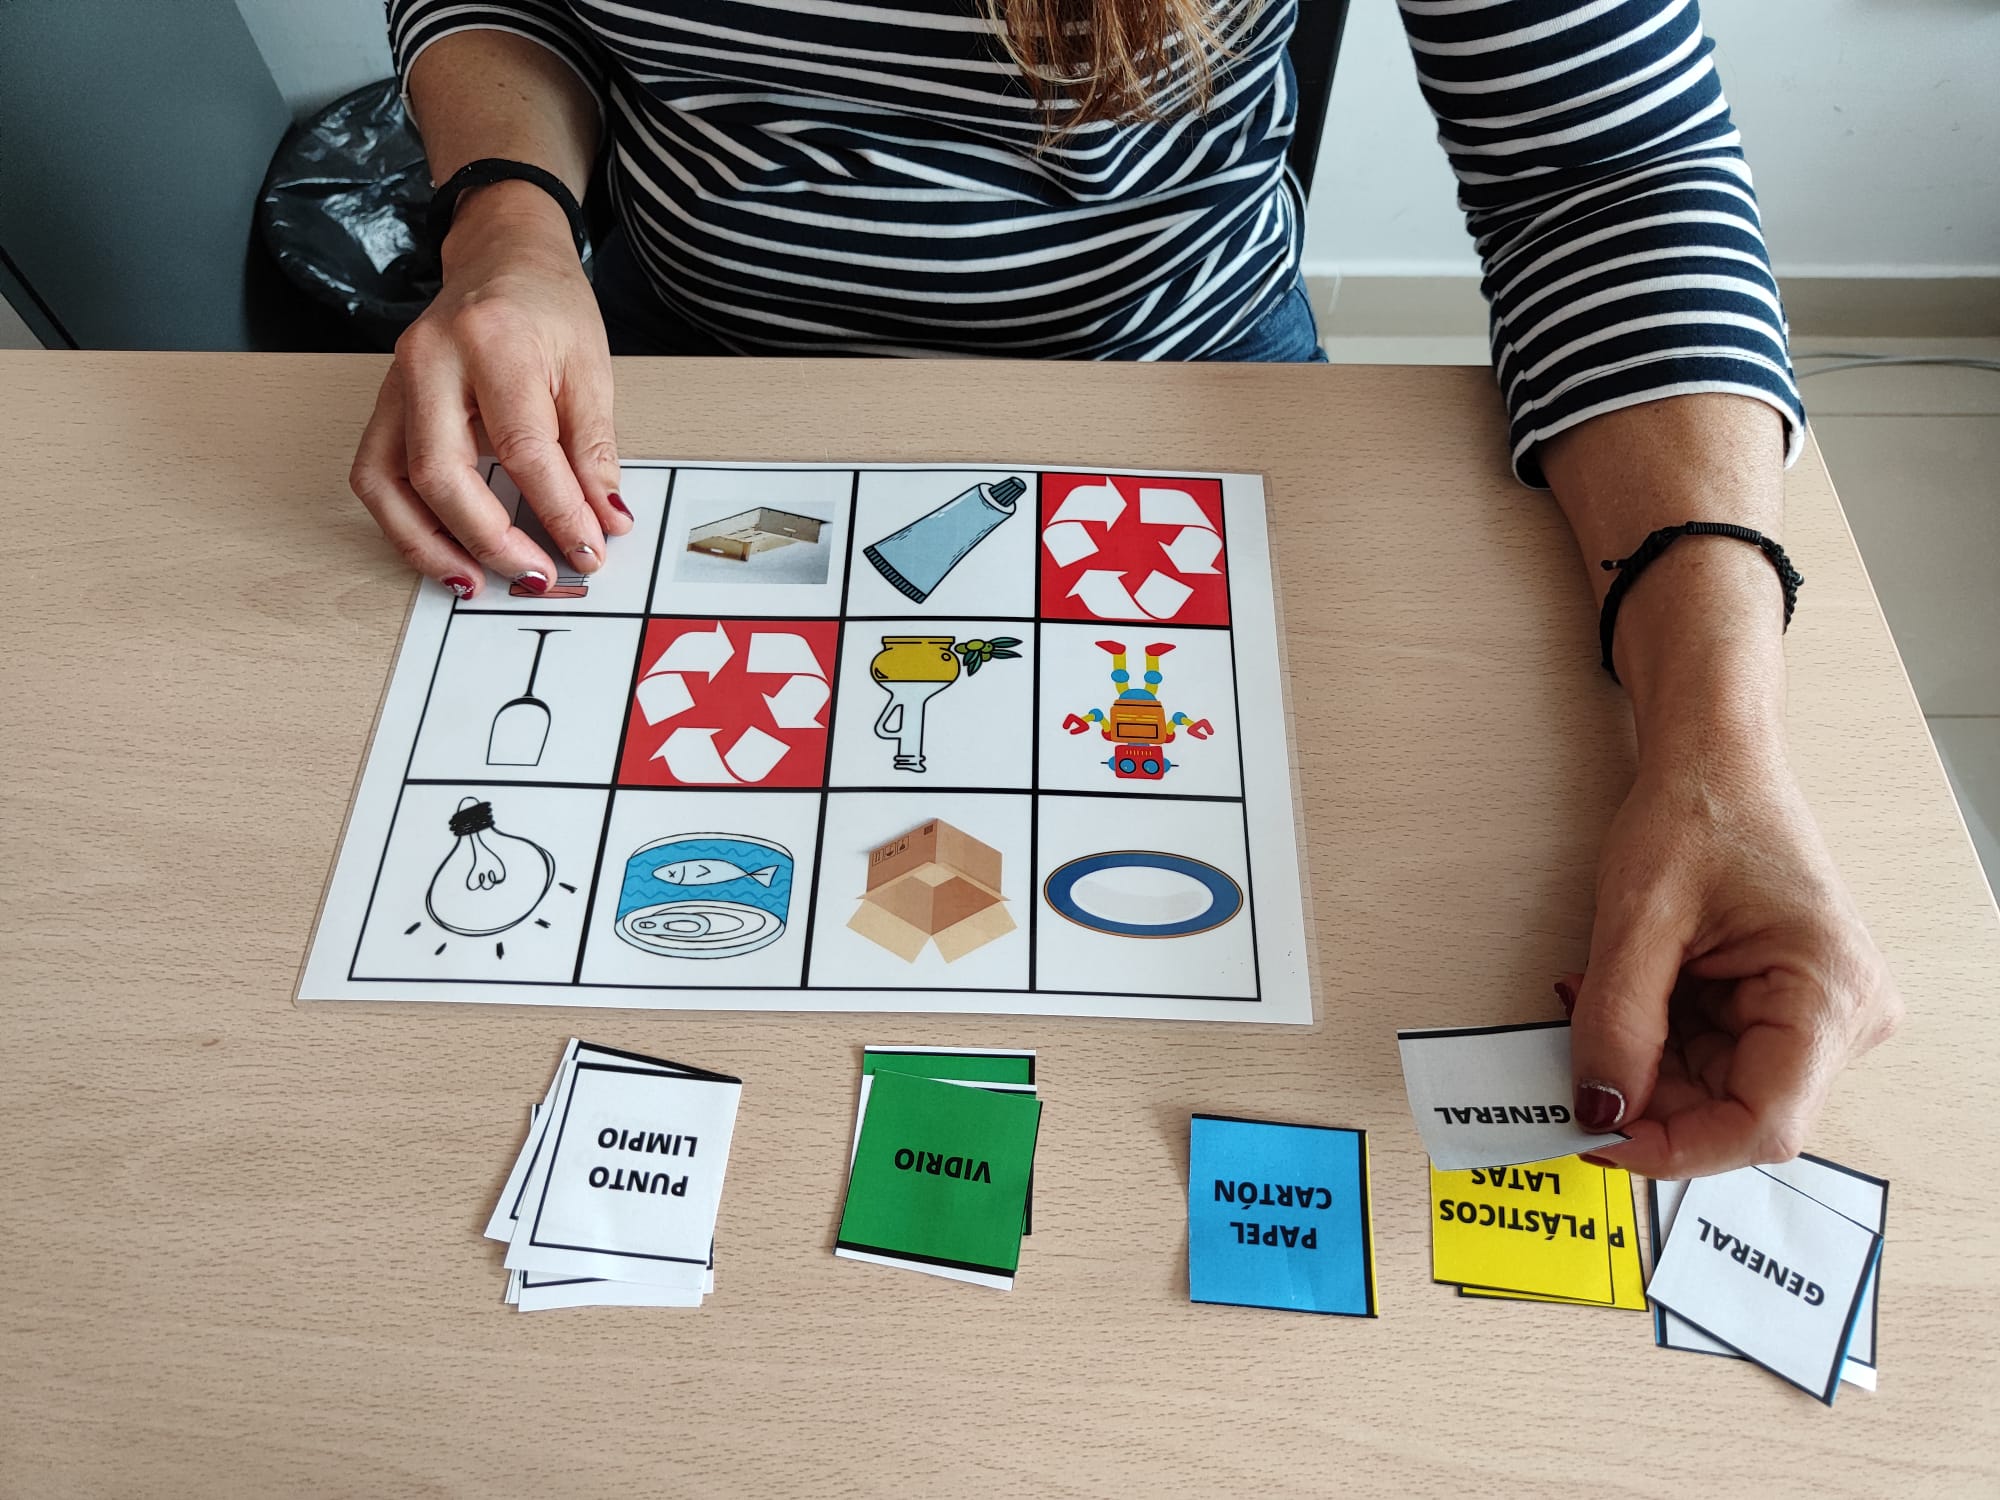 PUNTO
LIMPIO
VIDRIO
PAPEL
CARTÓN
PLÁSTICOS
LATAS
P
GENERAL
GENERAL